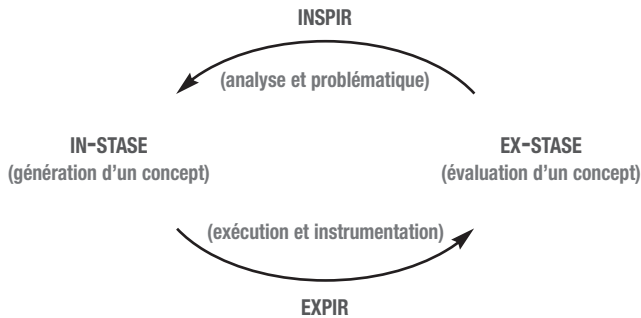 INSPIR
(analyse et problématique)
IN-STASE
(génération d'un concept)
EX-STASE
(évaluation d'un concept)
(exécution et instrumentation)
EXPIR